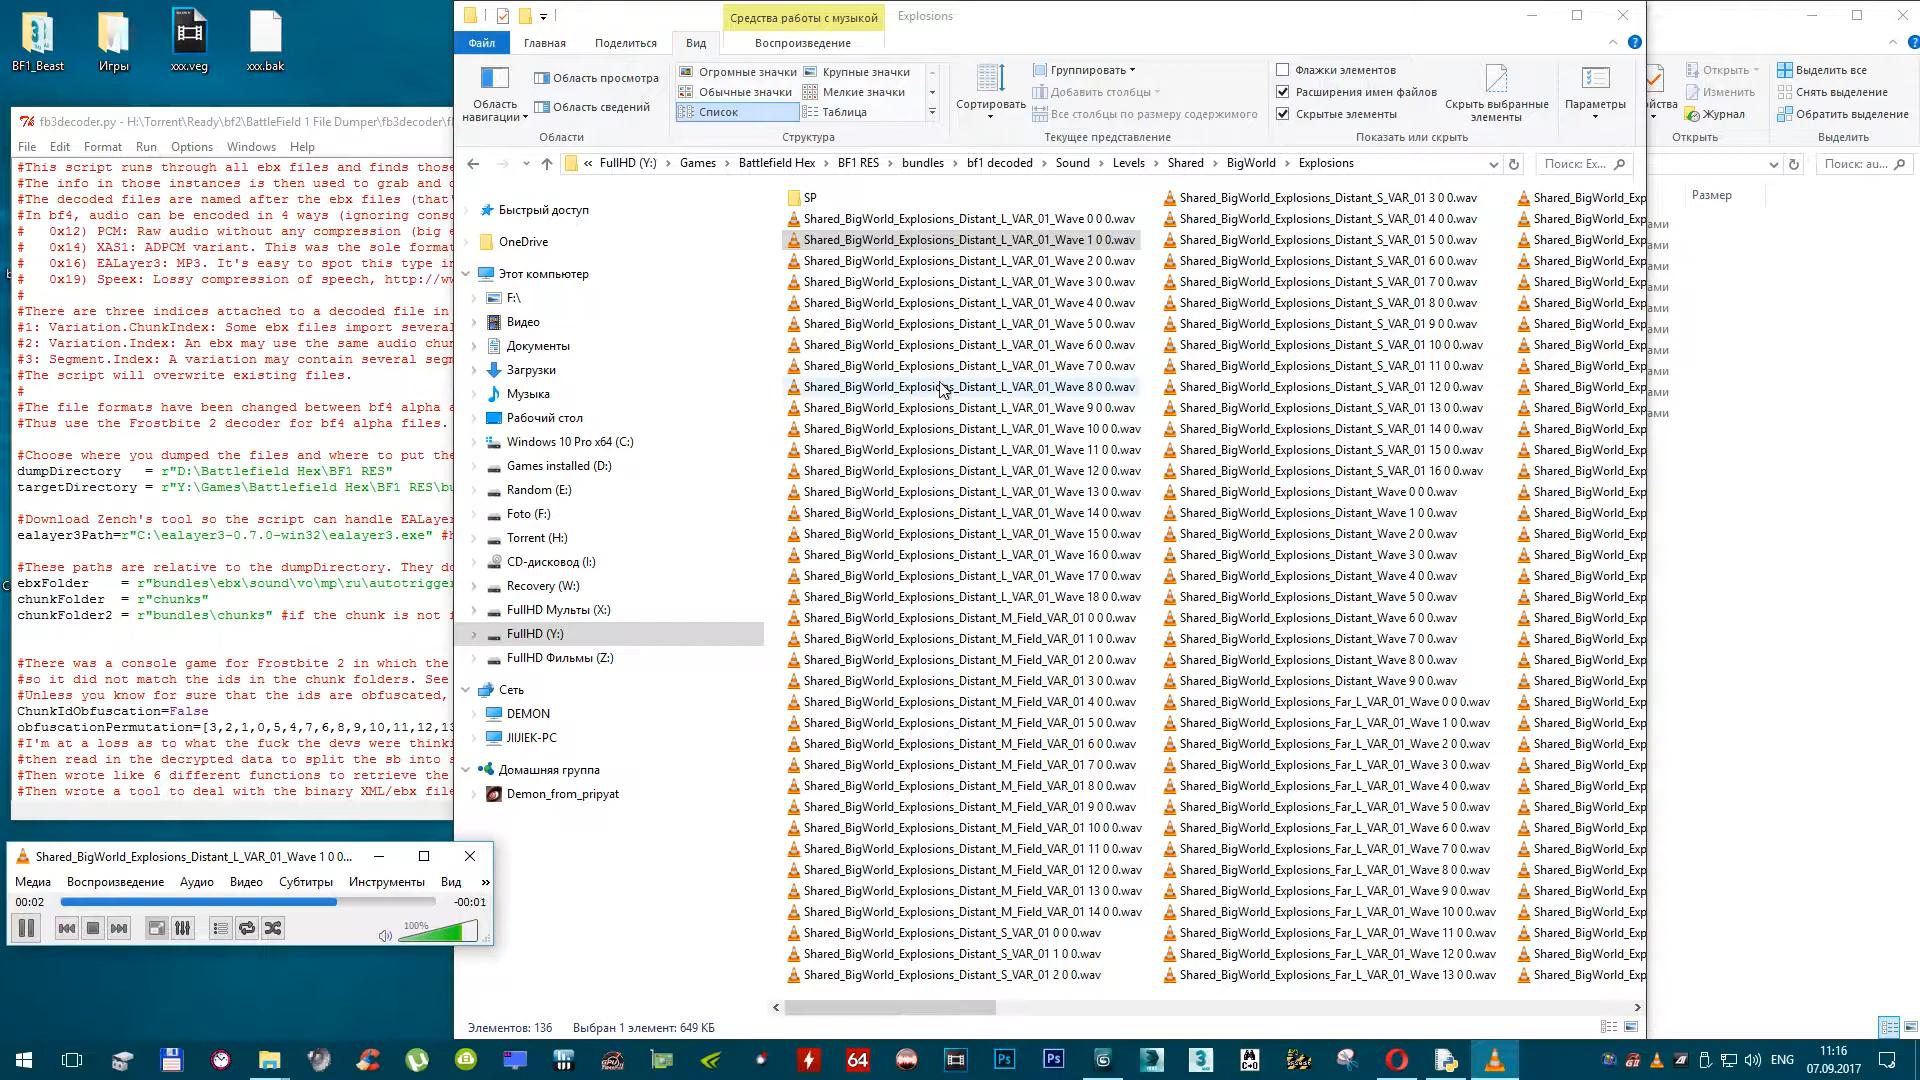 BF1_Beast
Игры
xxx.veg
xxx.bak
fb3decoder.py - H:\Torrent\Ready\bf2\BattleField 1 File Dumper\fb3decoder\f
File Edit Format Run Options Windows Help
#This script runs through all ebx files and finds those
#The info in those instances is then used to grab and
#The decoded files are named after the ebx files (that'
#In bf4, audio can be encoded in 4 ways (ignoring cons
#   0x12) PCM: Raw audio without any compression (big e
#   0x14) XAS1: ADPCM variant. This was the sole format
#   0x16) EALayer3: MP3. It's easy to spot this type in
#   0x19) Speex: Lossy compression of speech, http://ww
#
#There are three indices attached to a decoded file in
#1: Variation.ChunkIndex: Some ebx files import several
#2: Variation.Index: An ebx may use the same audio chun
#3: Segment.Index: A variation may contain several segm
#The script will overwrite existing files.
#
#The file formats have been changed between bf4 alpha a
#Thus use the Frostbite 2 decoder for bf4 alpha files.
#Choose where you dumped the files and where to put the
dumpDirectory   = r"D:\Battlefield Hex\BF1 RES"
targetDirectory = r"Y:\Games\Battlefield Hex\BF1 RES\bu
#Download Zench's tool so the script can handle EALayer
ealayer3Path=r"C:\ealayer3-0.7.0-win32\ealayer3.exe" #h
#These paths are relative to the dumpDirectory. They do
ebxFolder    = r"bundles\ebx\sound\vo\mp\ru\autotrigger
chunkFolder  = r"chunks"
chunkFolder2 = r"bundles\chunks" #if the chunk is not f
#There was a console game for Frostbite 2 in which the
#so it did not match the ids in the chunk folders. See
#Unless you know for sure that the ids are obfuscated,
ChunkIdObfuscation=False
obfuscationPermutation=[3,2,1,0,5,4,7,6,8,9,10,11,12,13
#I'm at a loss as to what the fuck the devs were thinki
#then read in the decrypted data to split the sb into s
#Then wrote like 6 different functions to retrieve the
#Then wrote a tool to deal with the binary XML/ebx file
Shared_BigWorld_Explosions_Distant_L_VAR_01_Wave 1 0 0...
Медиа Воспроизведение Аудио Видео Субтитры Инструменты Вид »
00:02 -00:01
100%
Средства работы с музыкой Explosions
Файл Главная Поделиться Вид Воспроизведение
Область навигации
Область просмотра
Область сведений
Области
Огромные значки Крупные значки
Обычные значки Мелкие значки
Список Таблица
Структура
Сортировать
Группировать
Добавить столбцы
Все столбцы по размеру содержимого
Текущее представление
Флажки элементов
Расширения имен файлов
Скрытые элементы
Скрыть выбранные элементы
Показать или скрыть
Параметры
« FullHD (Y:) › Games › Battlefield Hex › BF1 RES › bundles › bf1 decoded › Sound › Levels › Shared › BigWorld › Explosions
Поиск: Ex...
Быстрый доступ
OneDrive
Этот компьютер
F:\
Видео
Документы
Загрузки
Музыка
Рабочий стол
Windows 10 Pro x64 (C:)
Games installed (D:)
Random (E:)
Foto (F:)
Torrent (H:)
CD-дисковод (I:)
Recovery (W:)
FullHD Мульты (X:)
FullHD (Y:)
FullHD Фильмы (Z:)
Сеть
DEMON
JIJIEK-PC
Домашняя группа
Demon_from_pripyat
SP
Shared_BigWorld_Explosions_Distant_L_VAR_01_Wave 0 0 0.wav
Shared_BigWorld_Explosions_Distant_L_VAR_01_Wave 1 0 0.wav
Shared_BigWorld_Explosions_Distant_L_VAR_01_Wave 2 0 0.wav
Shared_BigWorld_Explosions_Distant_L_VAR_01_Wave 3 0 0.wav
Shared_BigWorld_Explosions_Distant_L_VAR_01_Wave 4 0 0.wav
Shared_BigWorld_Explosions_Distant_L_VAR_01_Wave 5 0 0.wav
Shared_BigWorld_Explosions_Distant_L_VAR_01_Wave 6 0 0.wav
Shared_BigWorld_Explosions_Distant_L_VAR_01_Wave 7 0 0.wav
Shared_BigWorld_Explosions_Distant_L_VAR_01_Wave 8 0 0.wav
Shared_BigWorld_Explosions_Distant_L_VAR_01_Wave 9 0 0.wav
Shared_BigWorld_Explosions_Distant_L_VAR_01_Wave 10 0 0.wav
Shared_BigWorld_Explosions_Distant_L_VAR_01_Wave 11 0 0.wav
Shared_BigWorld_Explosions_Distant_L_VAR_01_Wave 12 0 0.wav
Shared_BigWorld_Explosions_Distant_L_VAR_01_Wave 13 0 0.wav
Shared_BigWorld_Explosions_Distant_L_VAR_01_Wave 14 0 0.wav
Shared_BigWorld_Explosions_Distant_L_VAR_01_Wave 15 0 0.wav
Shared_BigWorld_Explosions_Distant_L_VAR_01_Wave 16 0 0.wav
Shared_BigWorld_Explosions_Distant_L_VAR_01_Wave 17 0 0.wav
Shared_BigWorld_Explosions_Distant_L_VAR_01_Wave 18 0 0.wav
Shared_BigWorld_Explosions_Distant_M_Field_VAR_01 0 0 0.wav
Shared_BigWorld_Explosions_Distant_M_Field_VAR_01 1 0 0.wav
Shared_BigWorld_Explosions_Distant_M_Field_VAR_01 2 0 0.wav
Shared_BigWorld_Explosions_Distant_M_Field_VAR_01 3 0 0.wav
Shared_BigWorld_Explosions_Distant_M_Field_VAR_01 4 0 0.wav
Shared_BigWorld_Explosions_Distant_M_Field_VAR_01 5 0 0.wav
Shared_BigWorld_Explosions_Distant_M_Field_VAR_01 6 0 0.wav
Shared_BigWorld_Explosions_Distant_M_Field_VAR_01 7 0 0.wav
Shared_BigWorld_Explosions_Distant_M_Field_VAR_01 8 0 0.wav
Shared_BigWorld_Explosions_Distant_M_Field_VAR_01 9 0 0.wav
Shared_BigWorld_Explosions_Distant_M_Field_VAR_01 10 0 0.wav
Shared_BigWorld_Explosions_Distant_M_Field_VAR_01 11 0 0.wav
Shared_BigWorld_Explosions_Distant_M_Field_VAR_01 12 0 0.wav
Shared_BigWorld_Explosions_Distant_M_Field_VAR_01 13 0 0.wav
Shared_BigWorld_Explosions_Distant_M_Field_VAR_01 14 0 0.wav
Shared_BigWorld_Explosions_Distant_S_VAR_01 0 0 0.wav
Shared_BigWorld_Explosions_Distant_S_VAR_01 1 0 0.wav
Shared_BigWorld_Explosions_Distant_S_VAR_01 2 0 0.wav
Shared_BigWorld_Explosions_Distant_S_VAR_01 3 0 0.wav
Shared_BigWorld_Explosions_Distant_S_VAR_01 4 0 0.wav
Shared_BigWorld_Explosions_Distant_S_VAR_01 5 0 0.wav
Shared_BigWorld_Explosions_Distant_S_VAR_01 6 0 0.wav
Shared_BigWorld_Explosions_Distant_S_VAR_01 7 0 0.wav
Shared_BigWorld_Explosions_Distant_S_VAR_01 8 0 0.wav
Shared_BigWorld_Explosions_Distant_S_VAR_01 9 0 0.wav
Shared_BigWorld_Explosions_Distant_S_VAR_01 10 0 0.wav
Shared_BigWorld_Explosions_Distant_S_VAR_01 11 0 0.wav
Shared_BigWorld_Explosions_Distant_S_VAR_01 12 0 0.wav
Shared_BigWorld_Explosions_Distant_S_VAR_01 13 0 0.wav
Shared_BigWorld_Explosions_Distant_S_VAR_01 14 0 0.wav
Shared_BigWorld_Explosions_Distant_S_VAR_01 15 0 0.wav
Shared_BigWorld_Explosions_Distant_S_VAR_01 16 0 0.wav
Shared_BigWorld_Explosions_Distant_Wave 0 0 0.wav
Shared_BigWorld_Explosions_Distant_Wave 1 0 0.wav
Shared_BigWorld_Explosions_Distant_Wave 2 0 0.wav
Shared_BigWorld_Explosions_Distant_Wave 3 0 0.wav
Shared_BigWorld_Explosions_Distant_Wave 4 0 0.wav
Shared_BigWorld_Explosions_Distant_Wave 5 0 0.wav
Shared_BigWorld_Explosions_Distant_Wave 6 0 0.wav
Shared_BigWorld_Explosions_Distant_Wave 7 0 0.wav
Shared_BigWorld_Explosions_Distant_Wave 8 0 0.wav
Shared_BigWorld_Explosions_Distant_Wave 9 0 0.wav
Shared_BigWorld_Explosions_Far_L_VAR_01_Wave 0 0 0.wav
Shared_BigWorld_Explosions_Far_L_VAR_01_Wave 1 0 0.wav
Shared_BigWorld_Explosions_Far_L_VAR_01_Wave 2 0 0.wav
Shared_BigWorld_Explosions_Far_L_VAR_01_Wave 3 0 0.wav
Shared_BigWorld_Explosions_Far_L_VAR_01_Wave 4 0 0.wav
Shared_BigWorld_Explosions_Far_L_VAR_01_Wave 5 0 0.wav
Shared_BigWorld_Explosions_Far_L_VAR_01_Wave 6 0 0.wav
Shared_BigWorld_Explosions_Far_L_VAR_01_Wave 7 0 0.wav
Shared_BigWorld_Explosions_Far_L_VAR_01_Wave 8 0 0.wav
Shared_BigWorld_Explosions_Far_L_VAR_01_Wave 9 0 0.wav
Shared_BigWorld_Explosions_Far_L_VAR_01_Wave 10 0 0.wav
Shared_BigWorld_Explosions_Far_L_VAR_01_Wave 11 0 0.wav
Shared_BigWorld_Explosions_Far_L_VAR_01_Wave 12 0 0.wav
Shared_BigWorld_Explosions_Far_L_VAR_01_Wave 13 0 0.wav
Элементов: 136 Выбран 1 элемент: 649 КБ
Открыть
Изменить
Журнал
Открыть
Выделить все
Снять выделение
Обратить выделение
Выделить
Поиск: au...
Размер
64
Ps
Ps
ENG
11:16
07.09.2017